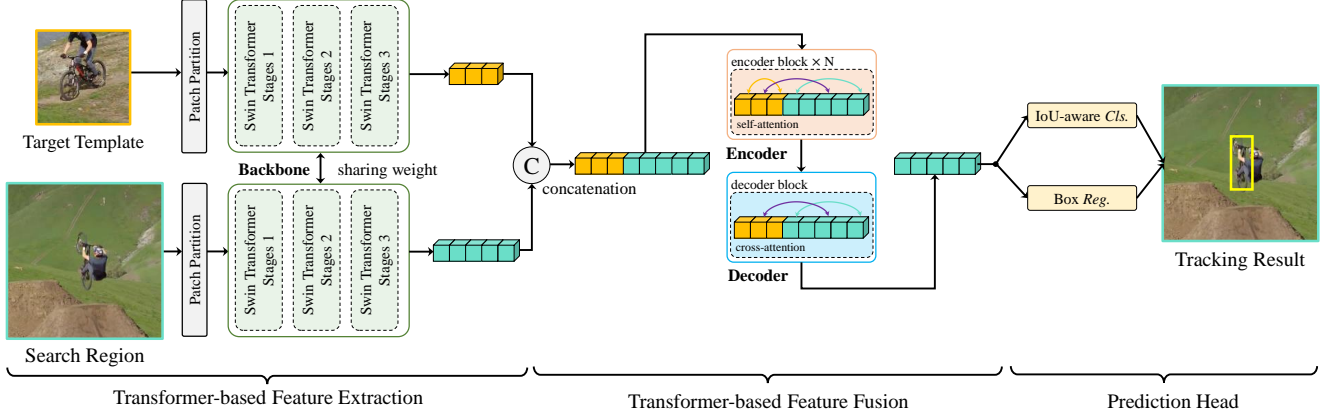 Target Template
Patch Partition
Swin Transformer
Stages 1
Swin Transformer
Stages 2
Swin Transformer
Stages 3
Backbone
sharing weight
Search Region
Patch Partition
Swin Transformer
Stages 1
Swin Transformer
Stages 2
Swin Transformer
Stages 3
C
concatenation
encoder block × N
self-attention
Encoder
decoder block
cross-attention
Decoder
IoU-aware Cls.
Box Reg.
Tracking Result
Transformer-based Feature Extraction
Transformer-based Feature Fusion
Prediction Head